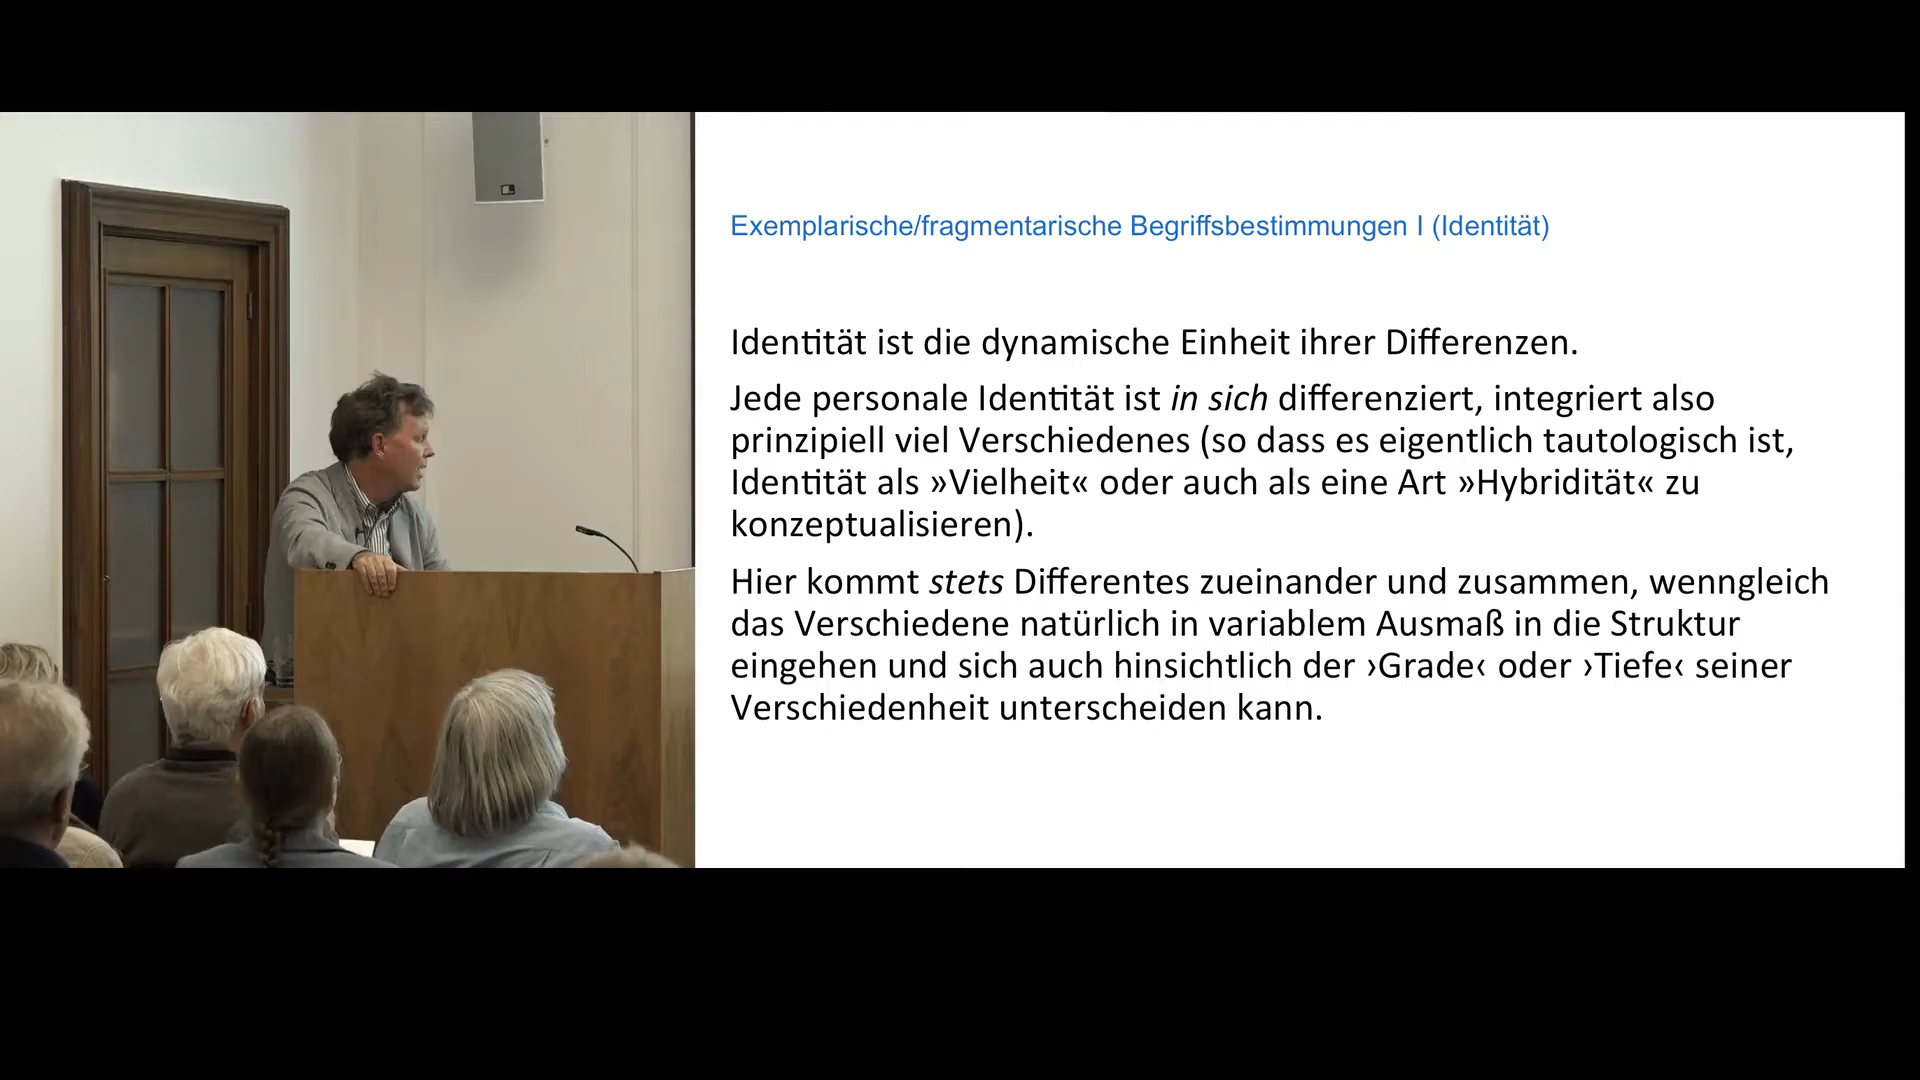 Exemplarische/fragmentarische Begriffsbestimmungen I (Identität)
Identität ist die dynamische Einheit ihrer Differenzen.
Jede personale Identität ist in sich differenziert, integriert also
prinzipiell viel Verschiedenes (so dass es eigentlich tautologisch ist,
Identität als »Vielheit« oder auch als eine Art »Hybridität« zu
konzeptualisieren).
Hier kommt stets Differentes zueinander und zusammen, wenngleich
das Verschiedene natürlich in variablem Ausmaß in die Struktur
eingehen und sich auch hinsichtlich der ›Grade‹ oder ›Tiefe‹ seiner
Verschiedenheit unterscheiden kann.